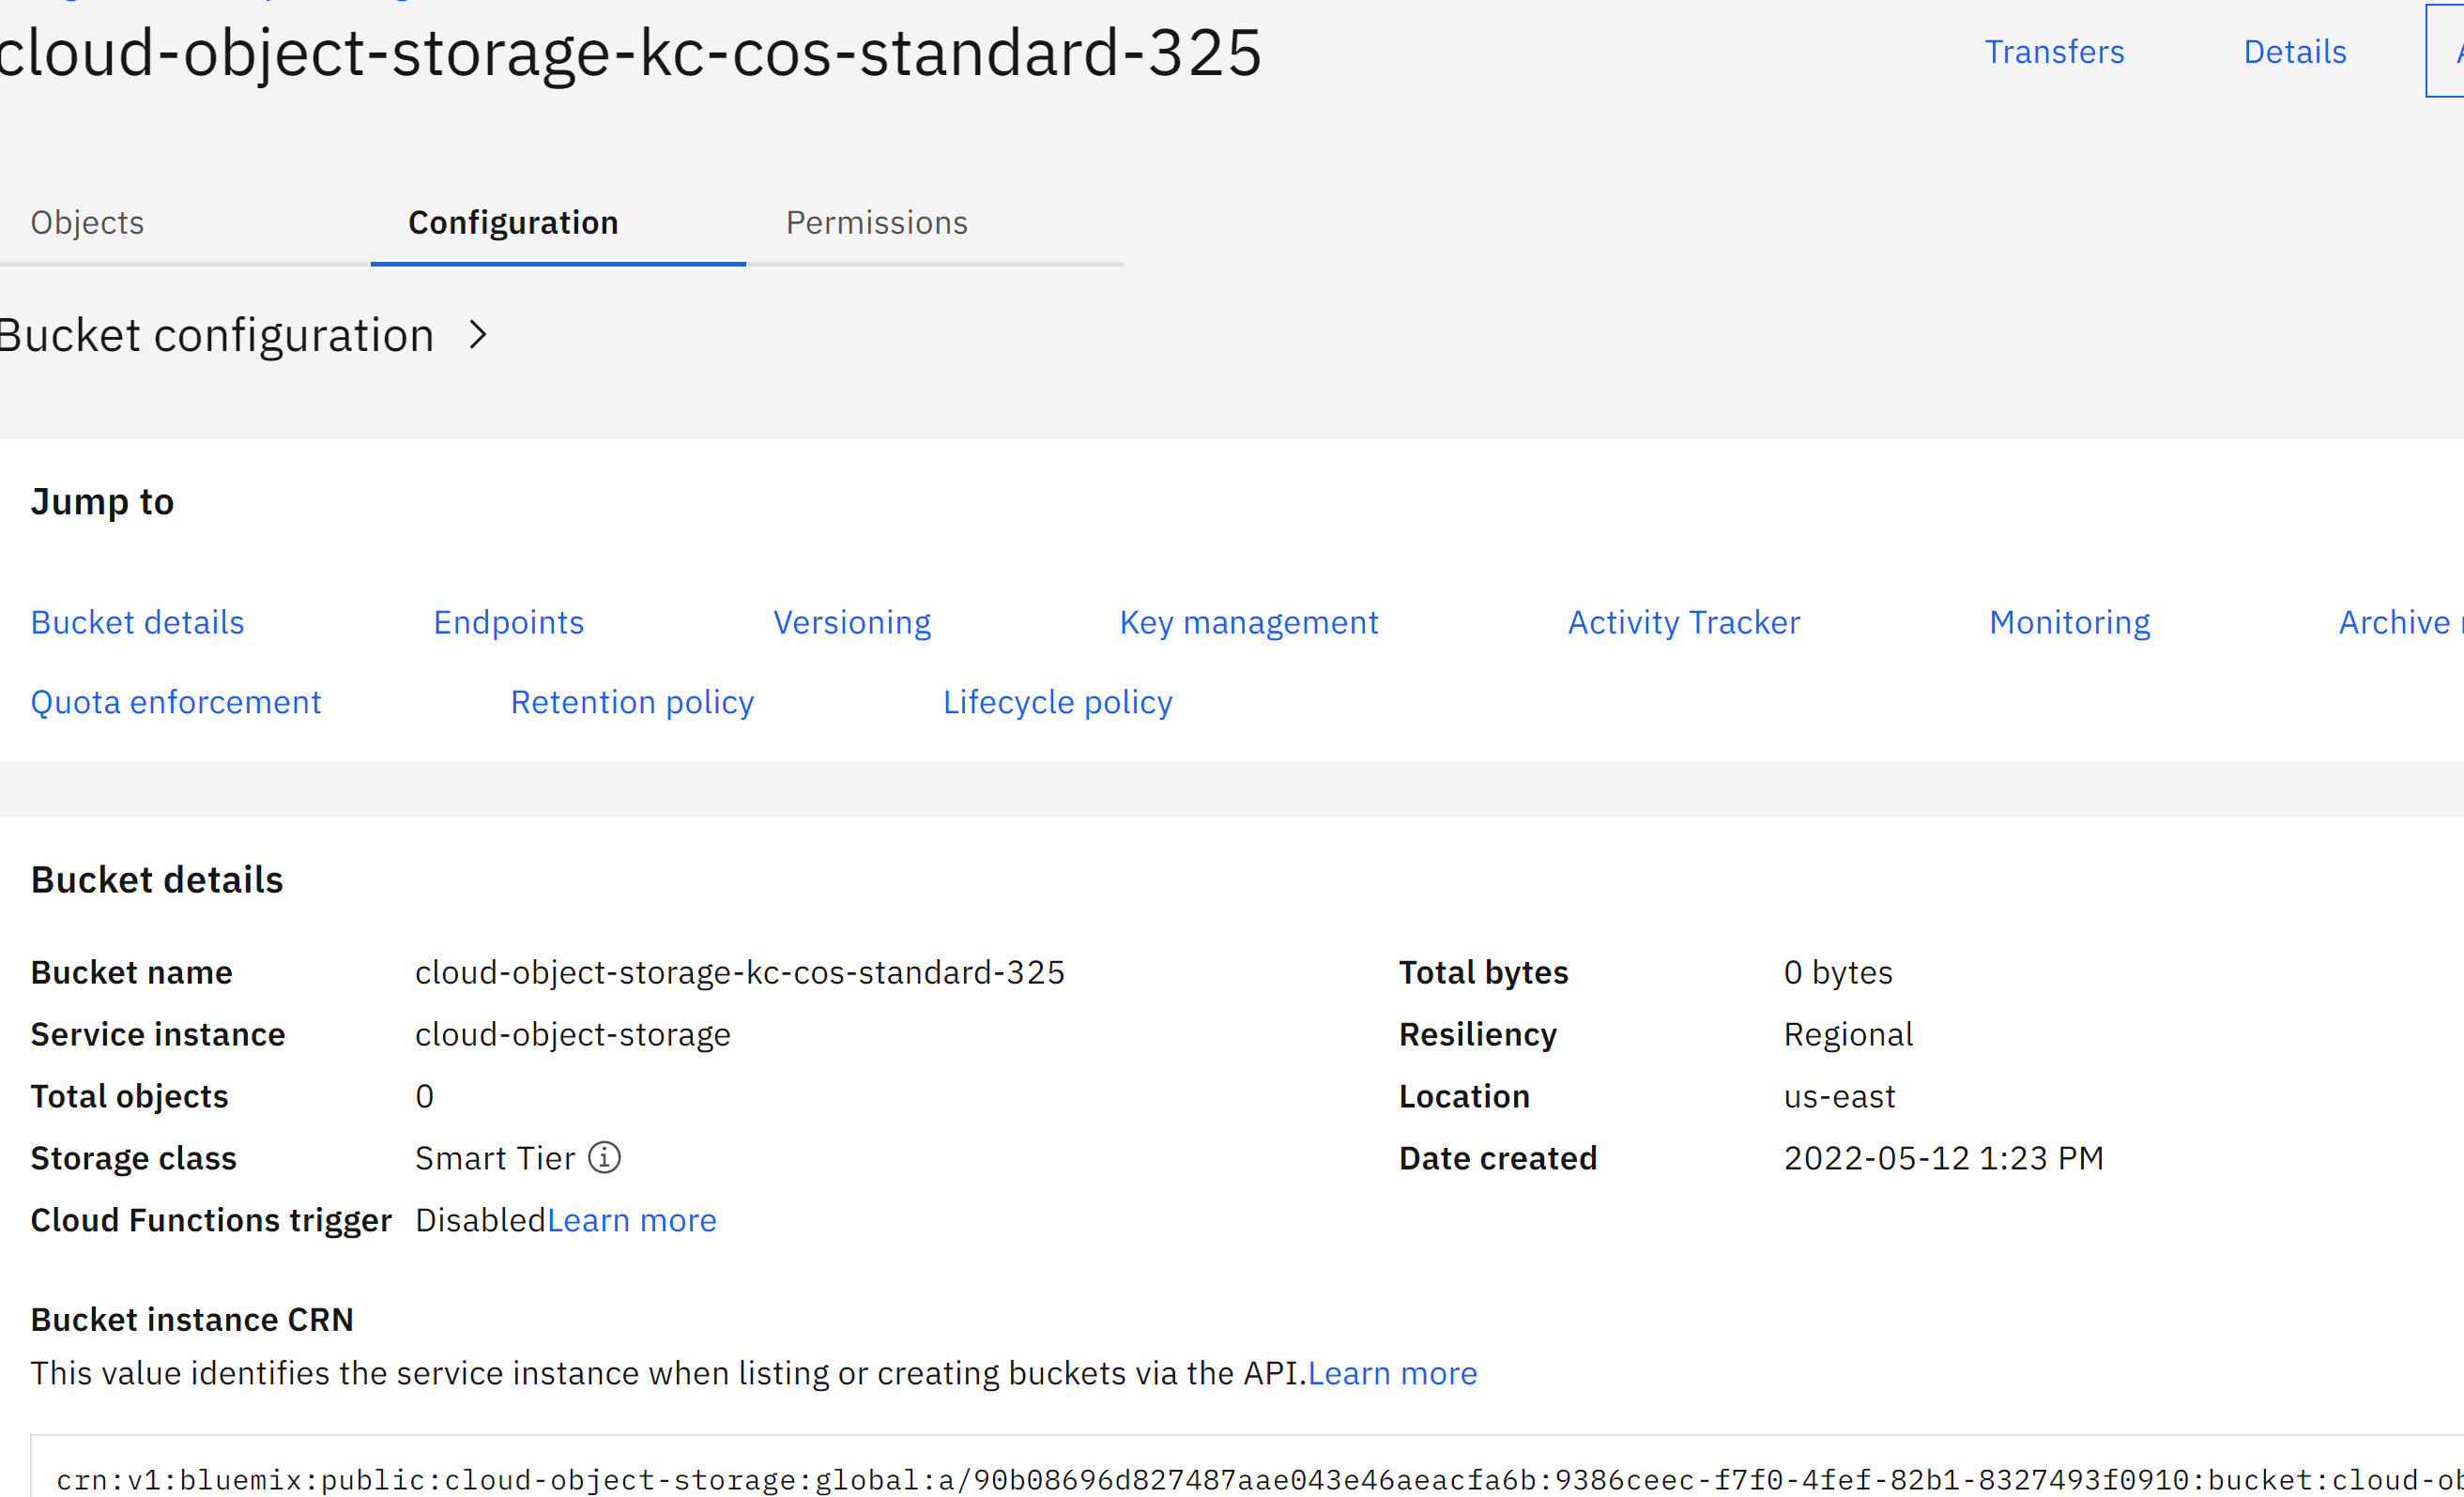 cloud-object-storage-kc-cos-standard-325
Transfers Details
Objects Configuration Permissions
Bucket configuration
Jump to
Bucket details Endpoints Versioning Key management Activity Tracker Monitoring Archive
Quota enforcement Retention policy Lifecycle policy
Bucket details
Bucket name cloud-object-storage-kc-cos-standard-325 Total bytes 0 bytes
Service instance cloud-object-storage Resiliency Regional
Total objects 0 Location us-east
Storage class Smart Tier Date created 2022-05-12 1:23 PM
Cloud Functions trigger DisabledLearn more
Bucket instance CRN
This value identifies the service instance when listing or creating buckets via the API.Learn more
crn:v1:bluemix:public:cloud-object-storage:global:a/90b08696d827487aae043e46aeacfa6b:9386ceec-f7f0-4fef-82b1-8327493f0910:bucket:cloud-ob